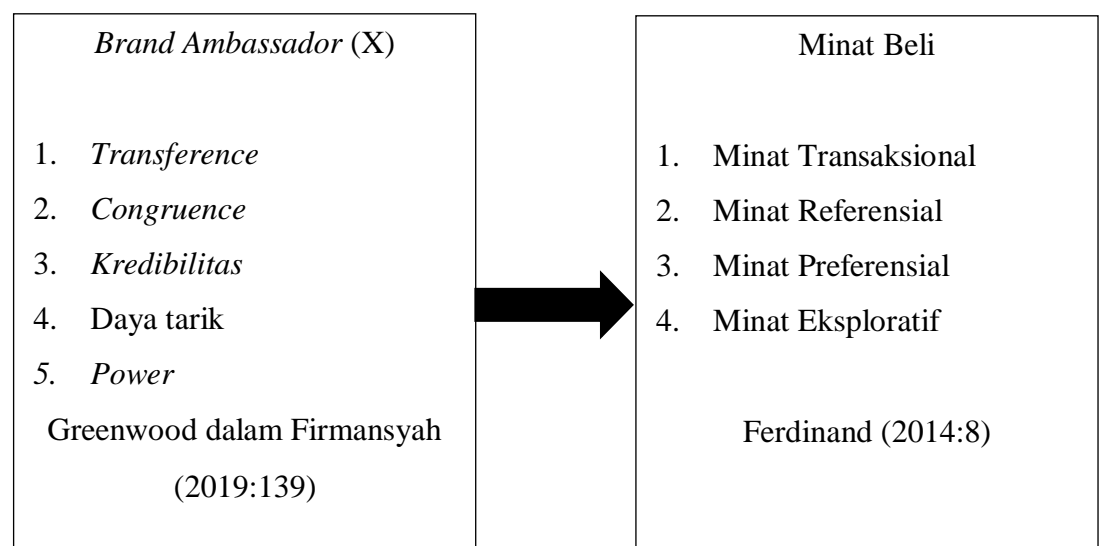 Brand Ambassador (X)
1. Transference
2. Congruence
3. Kredibilitas
4. Daya tarik
5. Power
Greenwood dalam Firmansyah
(2019:139)
Minat Beli
1. Minat Transaksional
2. Minat Referensial
3. Minat Preferensial
4. Minat Eksploratif
Ferdinand (2014:8)